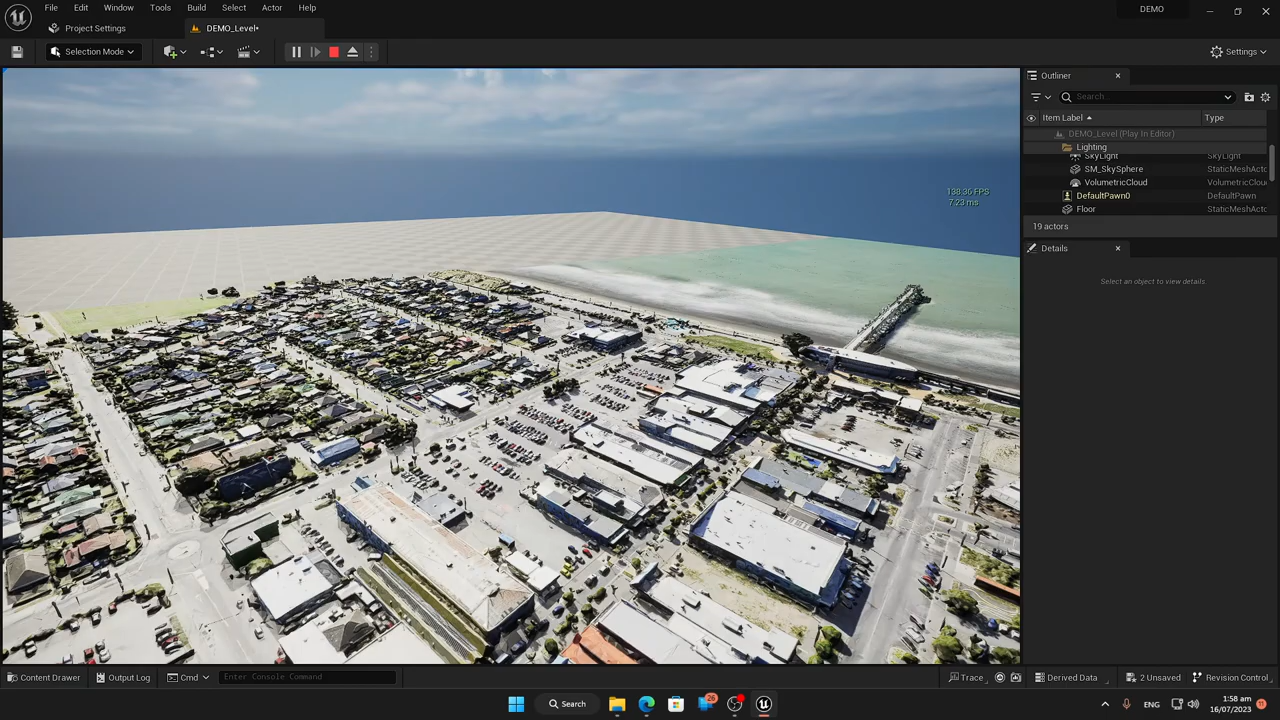 File Edit Window Tools Build Select Actor Help
DEMO
Project Settings
DEMO_Level•
Selection Mode
Settings
138.36 FPS
7.23 ms
Outliner
Search...
Item Label
Type
DEMO_Level (Play In Editor)
Lighting
SkyLight SkyLight
SM_SkySphere StaticMeshActo
VolumetricCloud VolumetricClou
DefaultPawn0 DefaultPawn
Floor StaticMeshActo
19 actors
Details
Select an object to view details.
Content Drawer
Output Log
Cmd
Enter Console Command
Trace
Derived Data
2 Unsaved
Revision Control
Search
26
ENG
1:58 am
16/07/2023